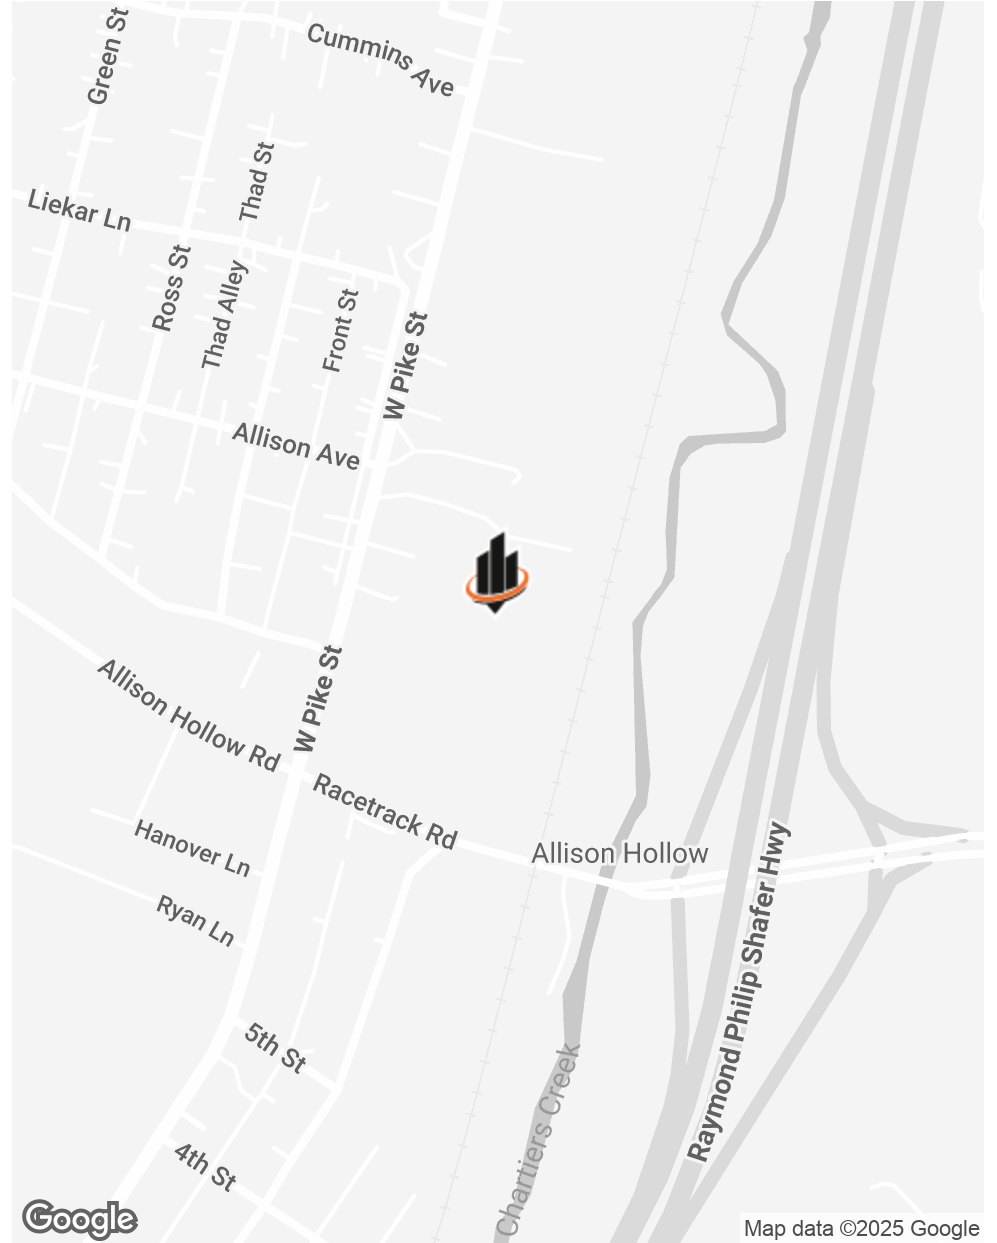 Green St
Cummins Ave
Thad St
Liekar Ln
Ross St
Thad Alley
Front St
W Pike St
Allison Ave
W Pike St
Allison Hollow Rd
Racetrack Rd
Hanover Ln
Allison Hollow
Ryan Ln
Raymond Philip Shafer Hwy
5th St
Chartiers Creek
4th St
Google
Map data ©2025 Google